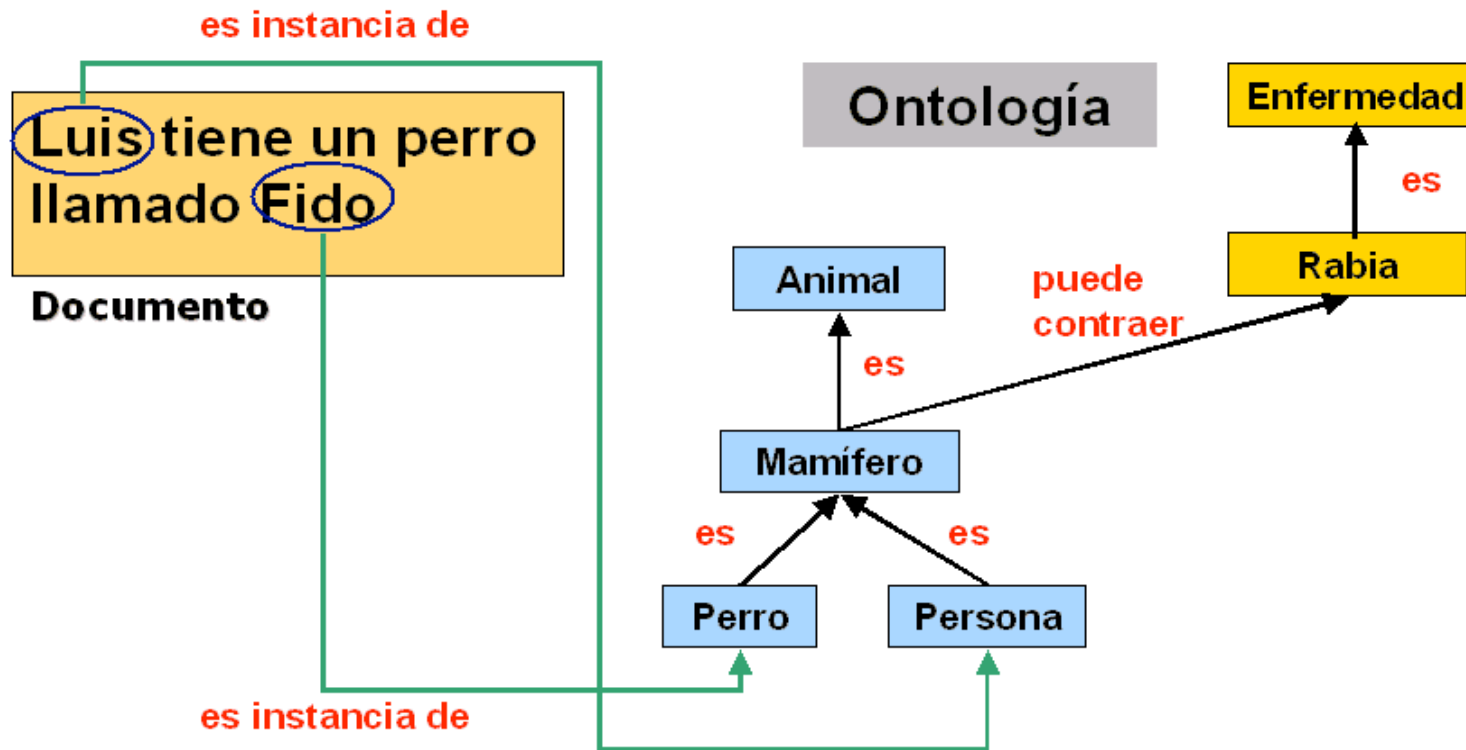 es instancia de
Luis tiene un perro
llamado Fido
Documento
Ontología
Enfermedad
es
Rabia
Animal
puede
contraer
es
Mamífero
es
es
Perro
Persona
es instancia de